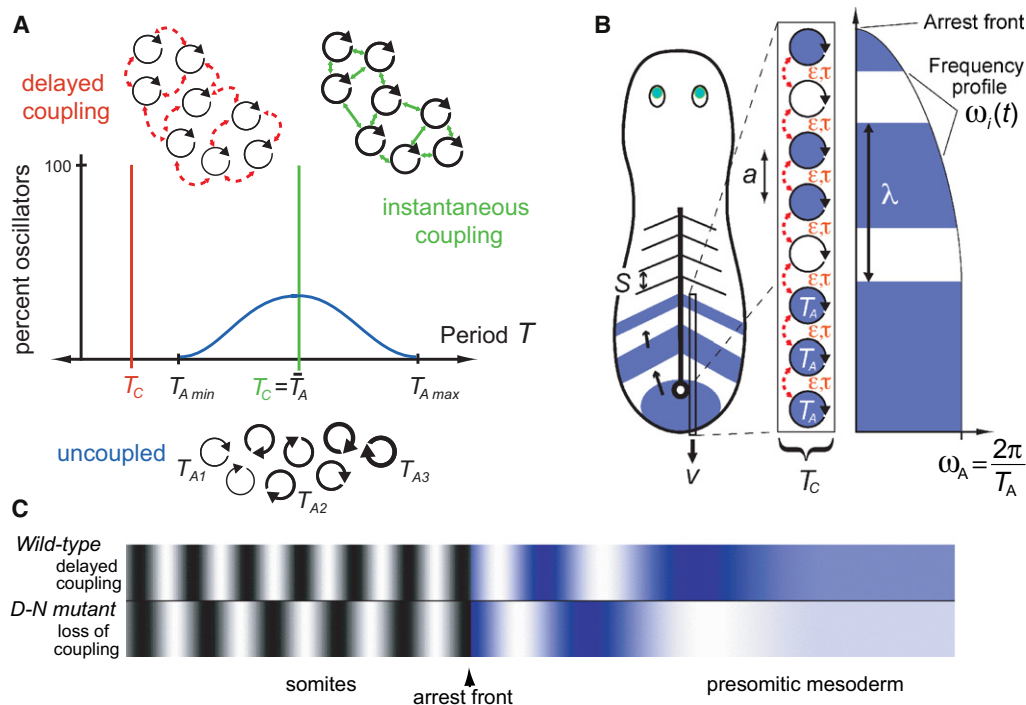 A
delayed
coupling
100
percent oscillators
instantaneous
coupling
Period T
T_C
T_A min
T_C = T̄_A
T_A max
uncoupled
T_A1
T_A2
T_A3
B
S
v
a
ε,τ
ε,τ
ε,τ
ε,τ
ε,τ
T_A
ε,τ
T_A
ε,τ
T_A
T_C
Arrest front
Frequency
profile
ω_i(t)
λ
ω_A = 2π/T_A
C
Wild-type
delayed
coupling
D-N mutant
loss of
coupling
somites
arrest front
presomitic mesoderm